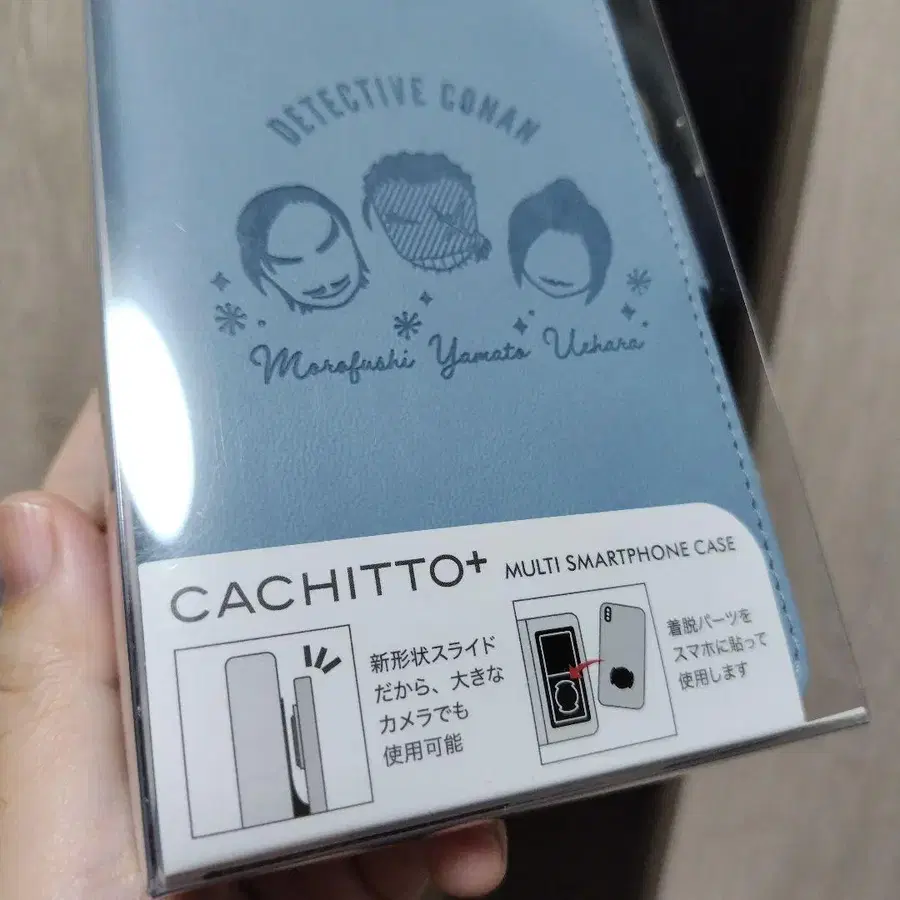 DETECTIVE CONAN
Morofushi Yamato Uehara
CACHITTO+ MULTI SMARTPHONE CASE
新形状スライド
だから、大きな
カメラでも
使用可能
着脱パーツを
スマホに貼って
使用します